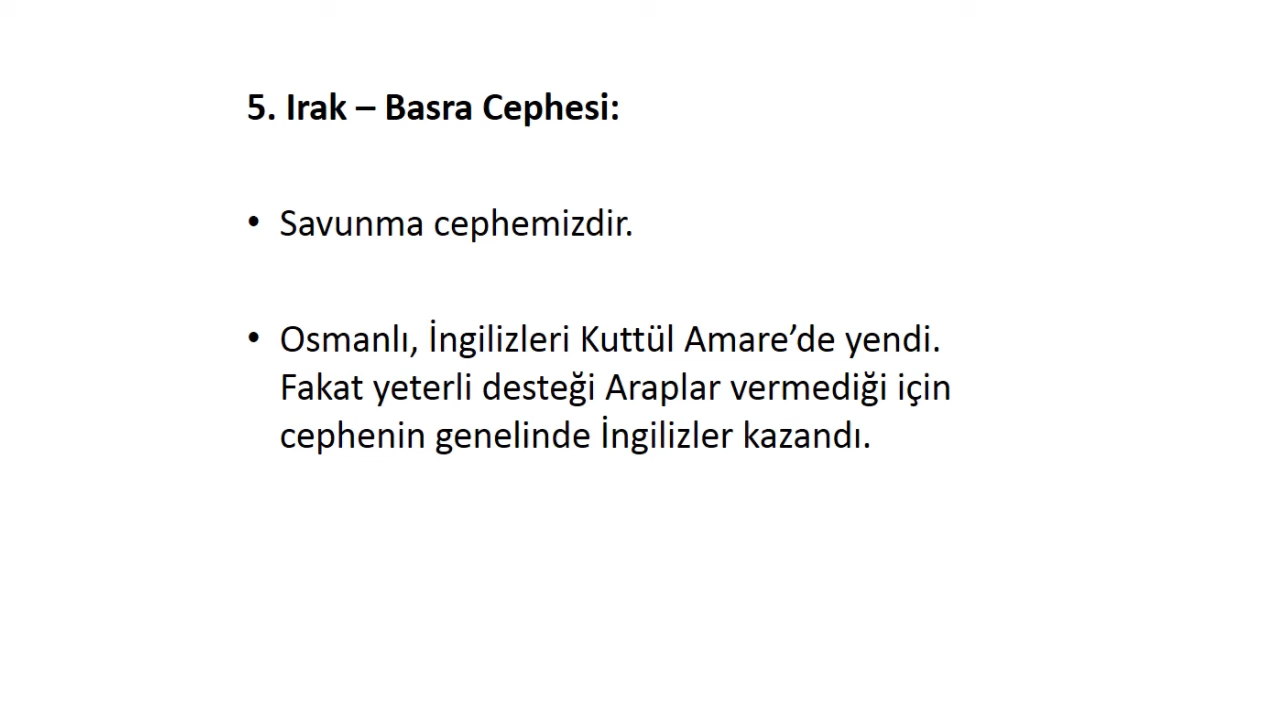 5. Irak – Basra Cephesi:
• Savunma cephemizdir.
• Osmanlı, İngilizleri Kuttül Amare’de yendi.
Fakat yeterli desteği Araplar vermediği için
cephenin genelinde İngilizler kazandı.